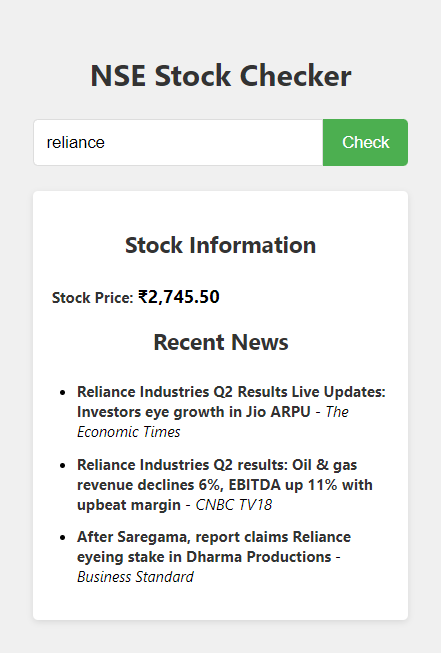 NSE Stock Checker
reliance
Check
Stock Information
Stock Price: ₹2,745.50
Recent News
• Reliance Industries Q2 Results Live Updates:
Investors eye growth in Jio ARPU - The
Economic Times
• Reliance Industries Q2 results: Oil & gas
revenue declines 6%, EBITDA up 11% with
upbeat margin - CNBC TV18
• After Saregama, report claims Reliance
eyeing stake in Dharma Productions -
Business Standard